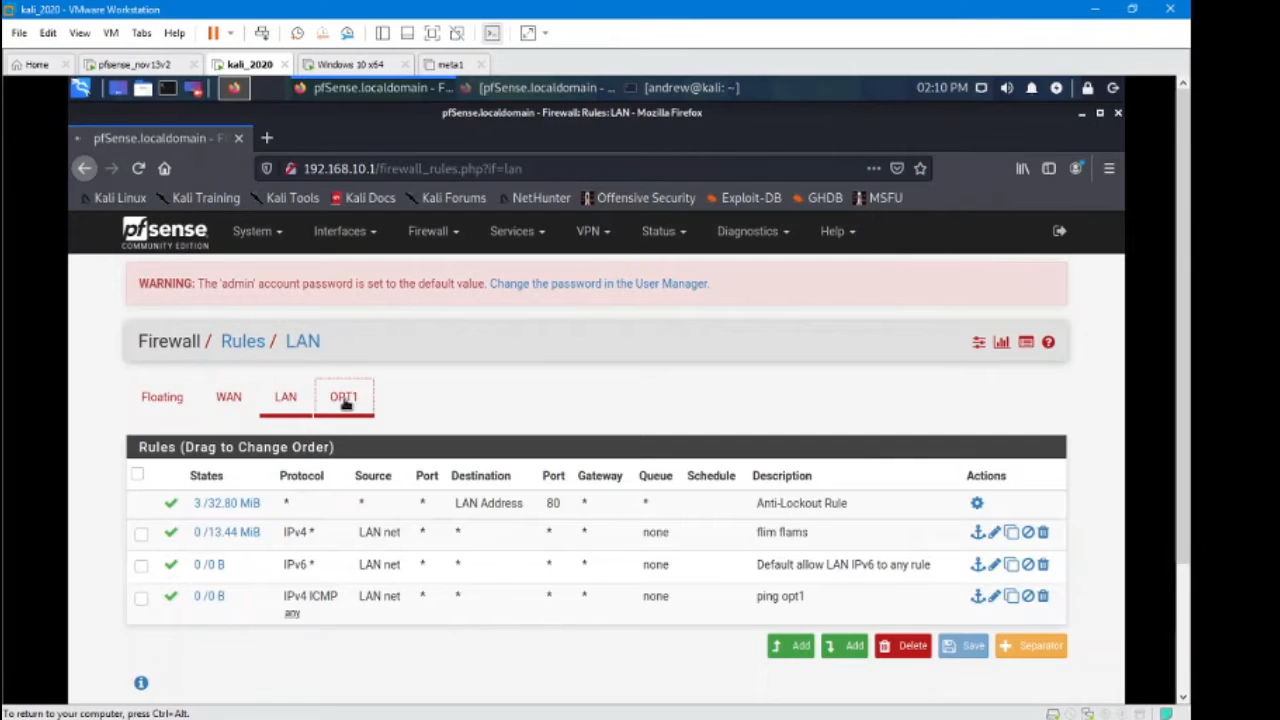 kali_2020 - VMware Workstation
File Edit View VM Tabs Help
Home pfsense_nov13v2 kali_2020 Windows 10 x64 meta1
pfSense.localdomain - F... [pfSense.localdomain - ... [andrew@kali: ~] 02:10 PM
pfSense.localdomain - Firewall: Rules: LAN - Mozilla Firefox
pfSense.localdomain - F
192.168.10.1/firewall_rules.php?if=lan
Kali Linux Kali Training Kali Tools Kali Docs Kali Forums NetHunter Offensive Security Exploit-DB GHDB MSFU
pfsense System Interfaces Firewall Services VPN Status Diagnostics Help
COMMUNITY EDITION
WARNING: The 'admin' account password is set to the default value. Change the password in the User Manager.
Firewall / Rules / LAN
Floating WAN LAN OPT1
Rules (Drag to Change Order)
States Protocol Source Port Destination Port Gateway Queue Schedule Description Actions
3 /32.80 MiB * * * LAN Address 80 * * Anti-Lockout Rule
0 /13.44 MiB IPv4 * LAN net * * * * none flim flams
0 /0 B IPv6 * LAN net * * * * none Default allow LAN IPv6 to any rule
0 /0 B IPv4 ICMP LAN net * * * * none ping opt1
any
Add Add Delete Save Separator
To return to your computer, press Ctrl+Alt.